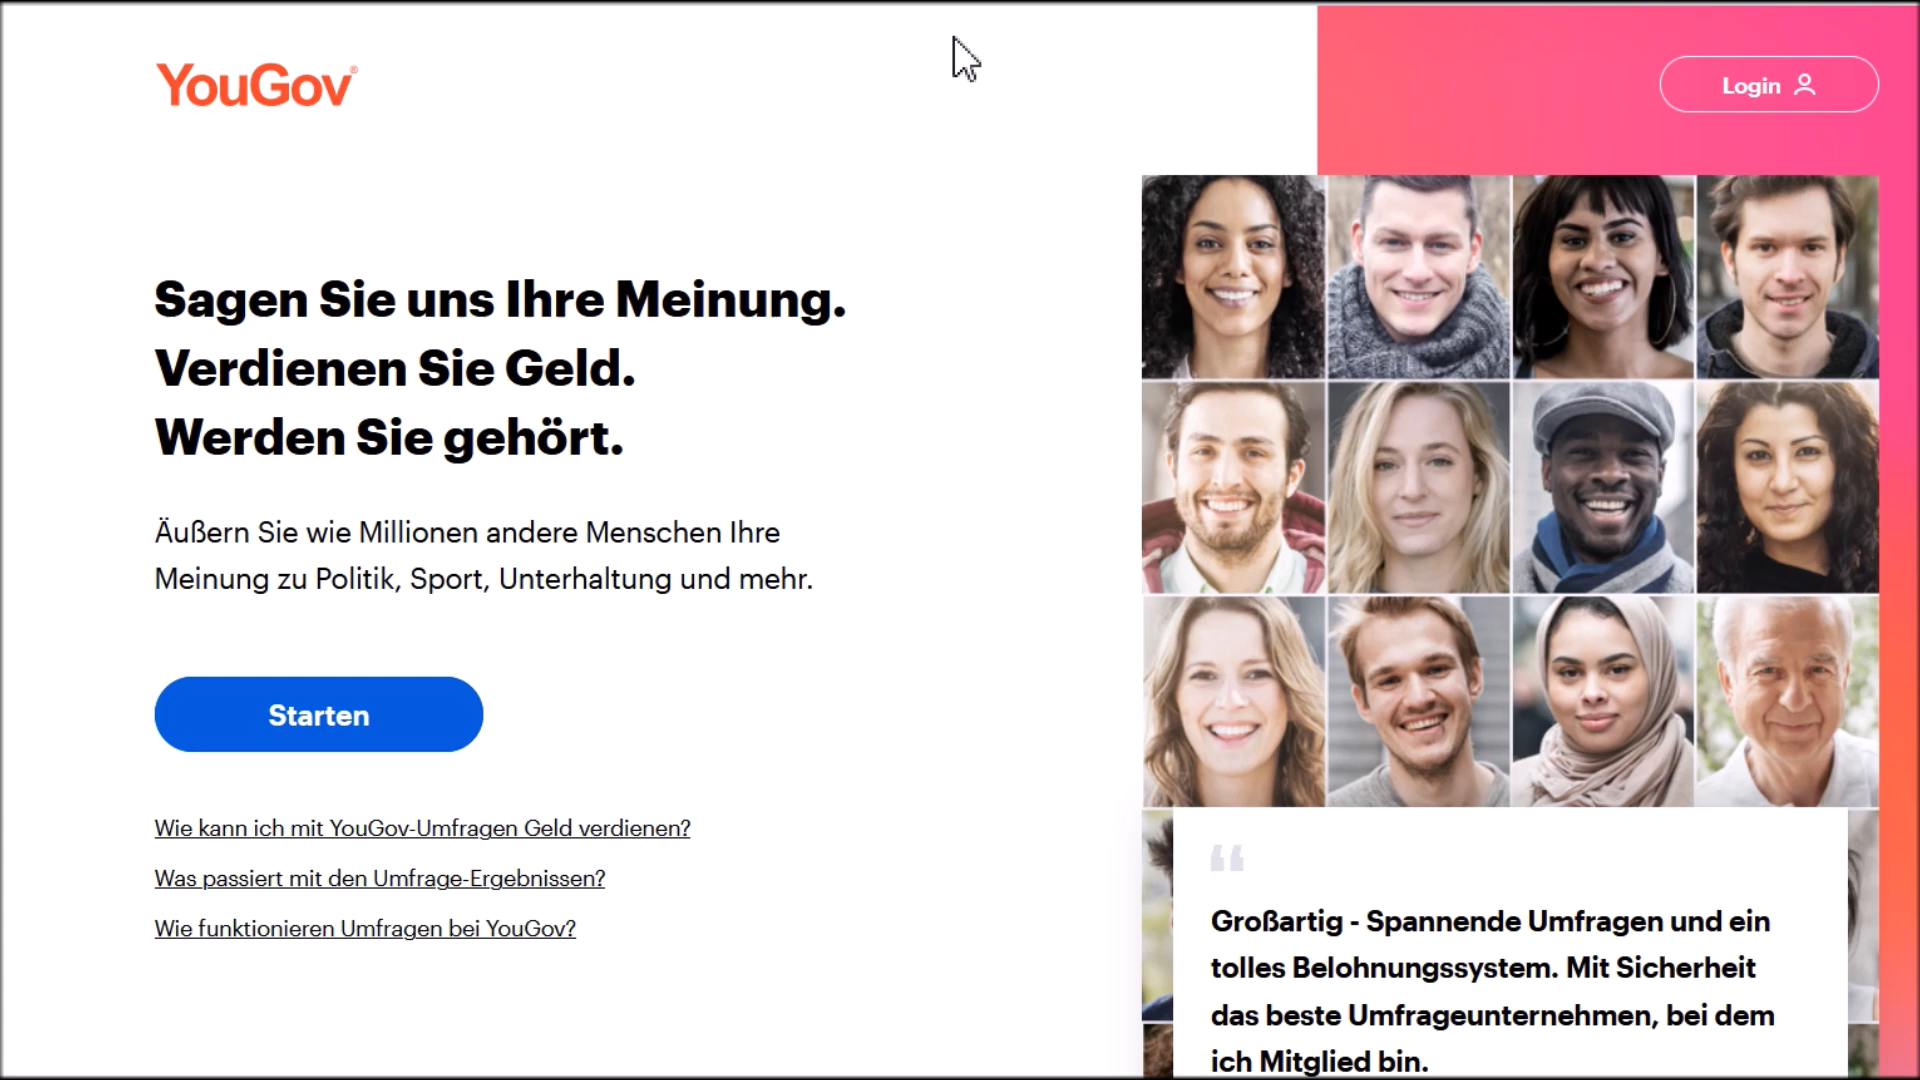 YouGov®
Login
Sagen Sie uns Ihre Meinung.
Verdienen Sie Geld.
Werden Sie gehört.
Äußern Sie wie Millionen andere Menschen Ihre
Meinung zu Politik, Sport, Unterhaltung und mehr.
Starten
Wie kann ich mit YouGov-Umfragen Geld verdienen?
Was passiert mit den Umfrage-Ergebnissen?
Wie funktionieren Umfragen bei YouGov?
“
Großartig - Spannende Umfragen und ein
tolles Belohnungssystem. Mit Sicherheit
das beste Umfrageunternehmen, bei dem
ich Mitglied bin.